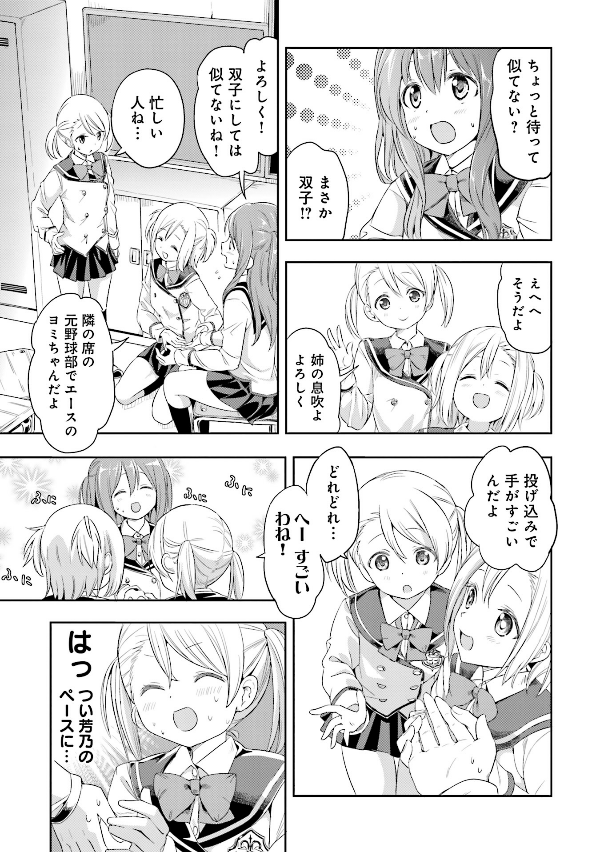 ちょっと待って
似てない？
まさか
双子!?
えへへ
そうだよ
姉の息吹よ
よろしく
よろしく！
双子にしては
似てないね！
忙しい
人ね…
隣の席の
元野球部でエースの
ヨミちゃんだよ
投げ込みで
手がすごい
んだよ
どれどれ…
へー すごい
わね！
ふに
ふに
ふに
ふに
はっ
つい芳乃の
ペースに…